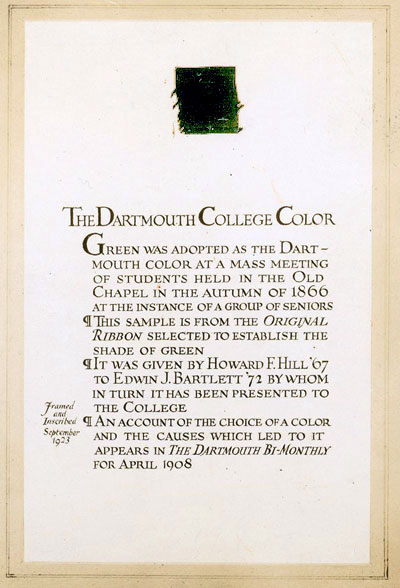 The Dartmouth College Color
Green was adopted as the Dart-
mouth color at a mass meeting
of students held in the Old
Chapel in the autumn of 1866
at the instance of a group of seniors
¶ This sample is from the Original
Ribbon selected to establish the
shade of green
¶ It was given by Howard F. Hill '67
to Edwin J. Bartlett '72 by whom
in turn it has been presented to
the College
¶ An account of the choice of a color
and the causes which led to it
appears in The Dartmouth Bi-Monthly
for April 1908
Framed
and
Inscribed
September
1923